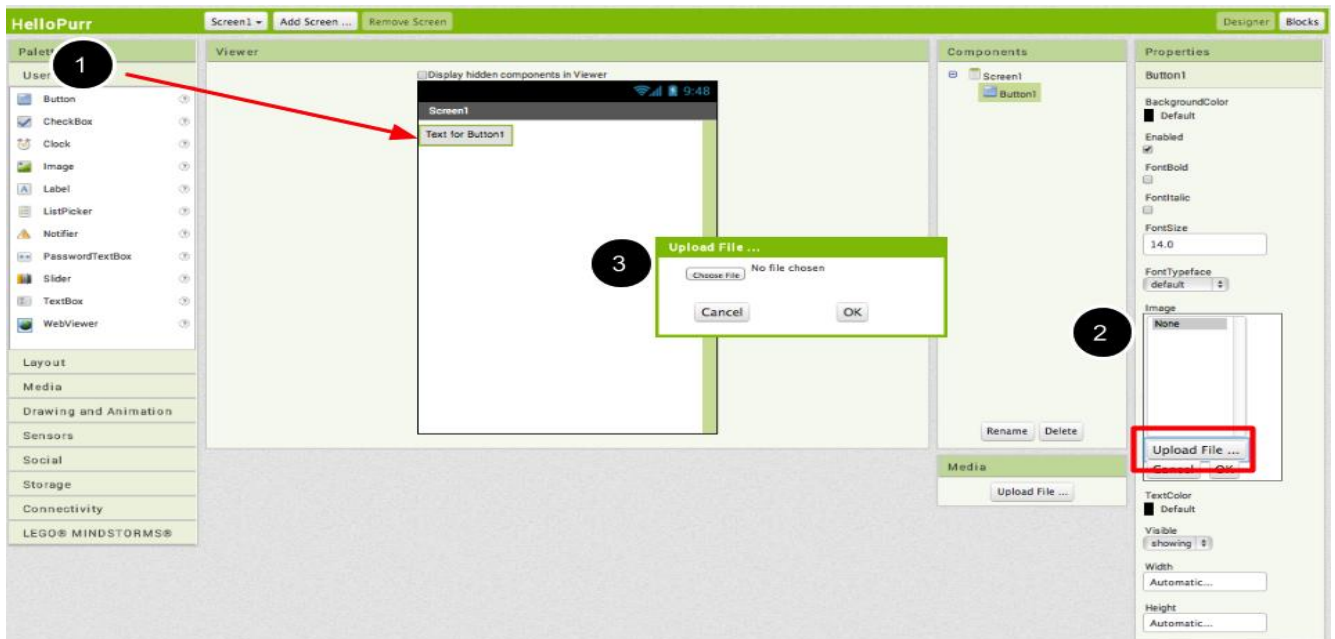 HelloPurr
Screen1
Add Screen ...
Remove Screen
Designer
Blocks
Palett
User
Button
CheckBox
Clock
Image
Label
ListPicker
Notifier
PasswordTextBox
Slider
TextBox
WebViewer
Layout
Media
Drawing and Animation
Sensors
Social
Storage
Connectivity
LEGO® MINDSTORMS®
1
Viewer
Display hidden components in Viewer
9:48
Screen1
Text for Button1
3
Upload File ...
Choose File No file chosen
Cancel OK
Components
Screen1
Button1
Rename Delete
Media
Upload File ...
Properties
Button1
BackgroundColor
Default
Enabled
FontBold
FontItalic
FontSize
14.0
FontTypeface
default
Image
None
2
Upload File ...
Cancel OK
TextColor
Default
Visible
showing
Width
Automatic...
Height
Automatic...